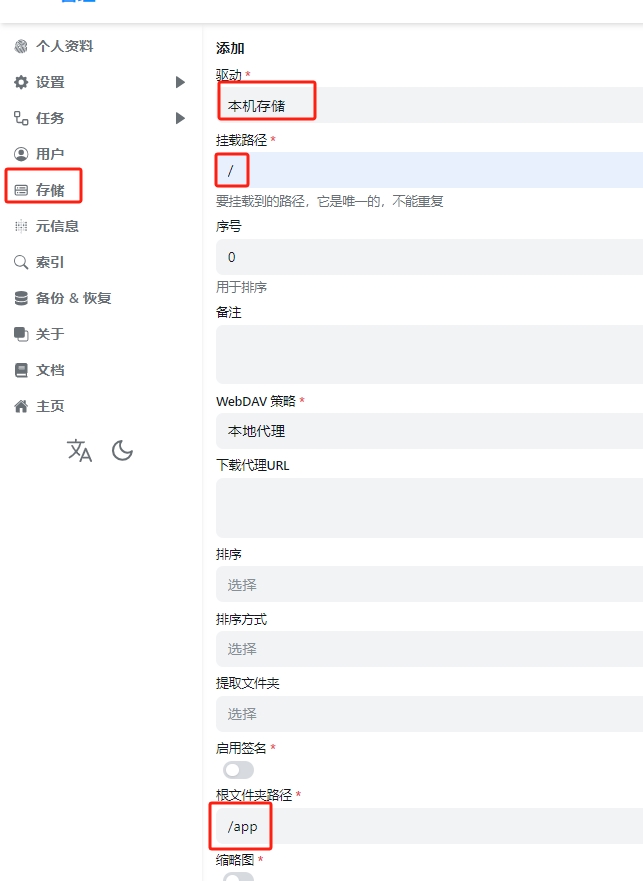 个人资料
设置
任务
用户
存储
元信息
索引
备份 & 恢复
关于
文档
主页
添加
驱动 *
本机存储
挂载路径 *
/
要挂载到的路径，它是唯一的，不能重复
序号
0
用于排序
备注
WebDAV 策略 *
本地代理
下载代理URL
排序
选择
排序方式
选择
提取文件夹
选择
启用签名 *
根文件夹路径 *
/app
缩略图 *